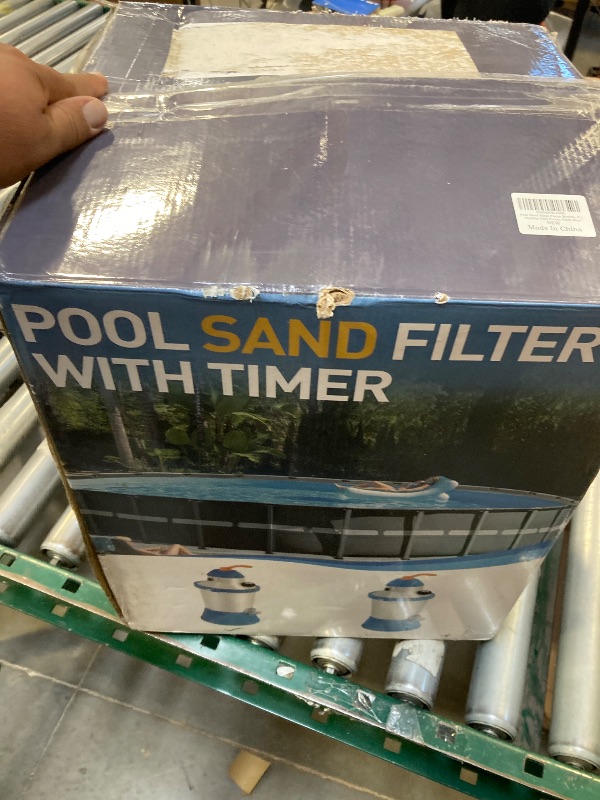 Made In China
POOL SAND FILTER
WITH TIMER